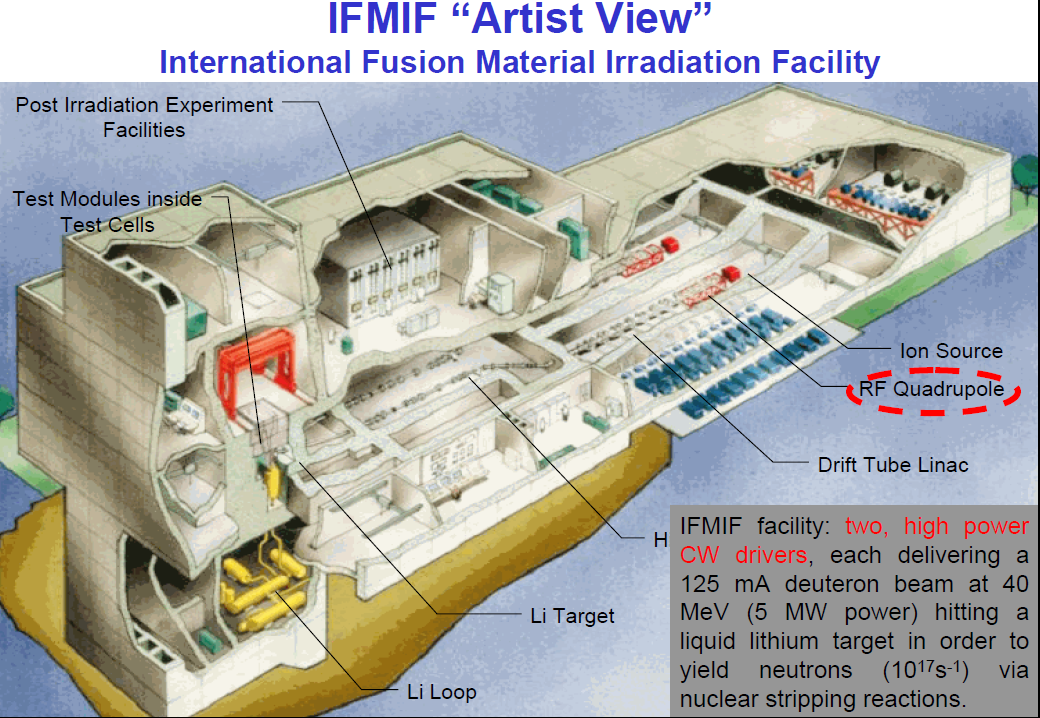 IFMIF “Artist View”
International Fusion Material Irradiation Facility
Post Irradiation Experiment
Facilities
Test Modules inside
Test Cells
Ion Source
RF Quadrupole
Drift Tube Linac
H
Li Target
Li Loop
IFMIF facility: two, high power
CW drivers, each delivering a
125 mA deuteron beam at 40
MeV (5 MW power) hitting a
liquid lithium target in order to
yield neutrons (10¹⁷s⁻¹) via
nuclear stripping reactions.